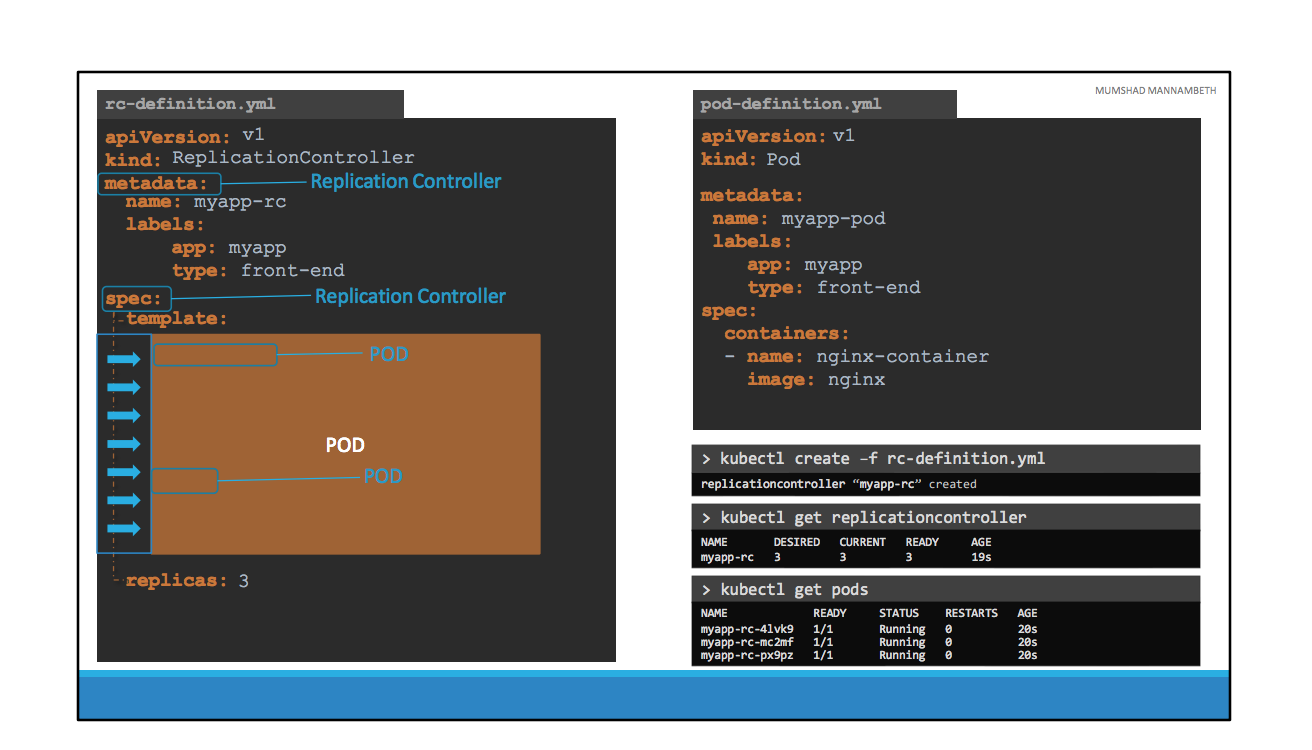 MUMSHAD MANNAMBETH
rc-definition.yml
apiVersion: v1
kind: ReplicationController
metadata: Replication Controller
name: myapp-rc
labels:
app: myapp
type: front-end
spec: Replication Controller
template:
POD
POD
POD
replicas: 3
pod-definition.yml
apiVersion: v1
kind: Pod
metadata:
name: myapp-pod
labels:
app: myapp
type: front-end
spec:
containers:
- name: nginx-container
image: nginx
> kubectl create –f rc-definition.yml
replicationcontroller “myapp-rc” created
> kubectl get replicationcontroller
NAME DESIRED CURRENT READY AGE
myapp-rc 3 3 3 19s
> kubectl get pods
NAME READY STATUS RESTARTS AGE
myapp-rc-4lvk9 1/1 Running 0 20s
myapp-rc-mc2mf 1/1 Running 0 20s
myapp-rc-px9pz 1/1 Running 0 20s